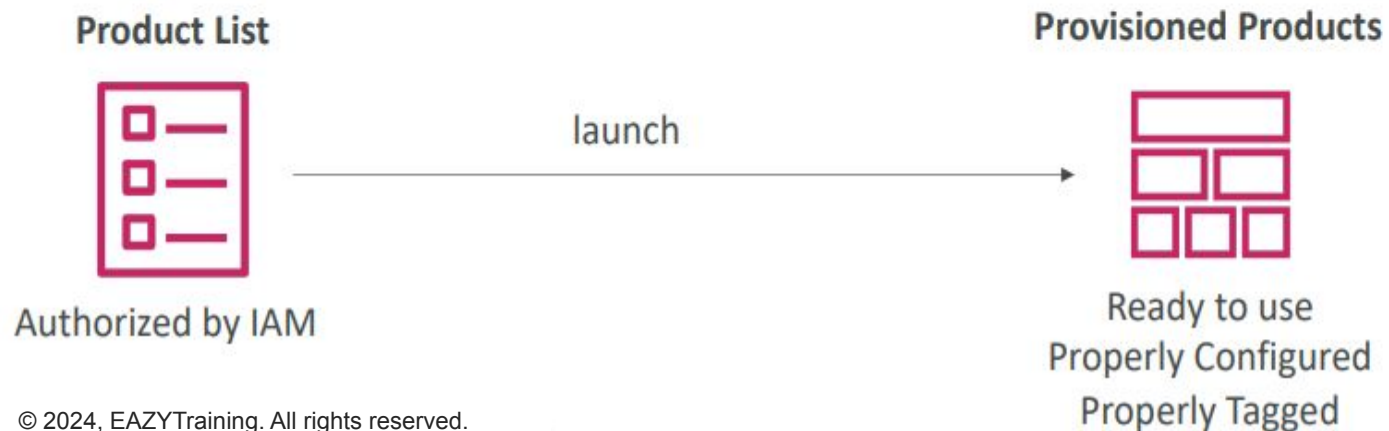 Product List
Authorized by IAM
launch
Provisioned Products
Ready to use
Properly Configured
Properly Tagged
© 2024, EAZYTraining. All rights reserved.